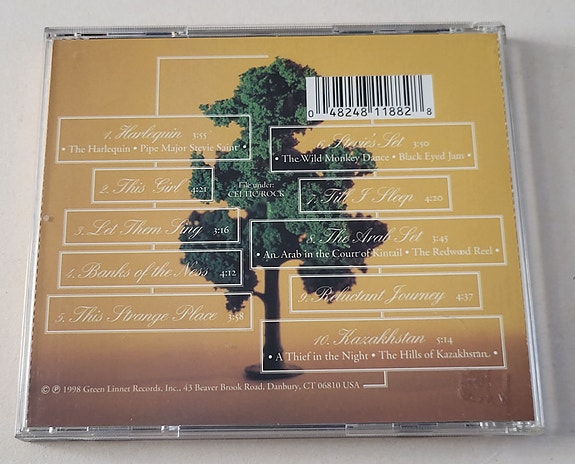 0 48248 11882 8
1. Harlequin 3:55
• The Harlequin • Pipe Major Stevie Saint •
2. This Girl 4:21
3. Let Them Sing 3:16
4. Banks of the Ness 4:12
5. This Strange Place 3:58
File under:
CELTIC/ROCK
6. Stevie's Set 3:50
• The Wild Monkey Dance • Black Eyed Jam •
7. Till I Sleep 4:20
8. The Arab Set 3:45
• An Arab in the Court of Kintail • The Redwood Reel •
9. Reluctant Journey 4:37
10. Kazakhstan 5:14
• A Thief in the Night • The Hills of Kazakhstan •
© ℗ 1998 Green Linnet Records, Inc., 43 Beaver Brook Road, Danbury, CT 06810 USA